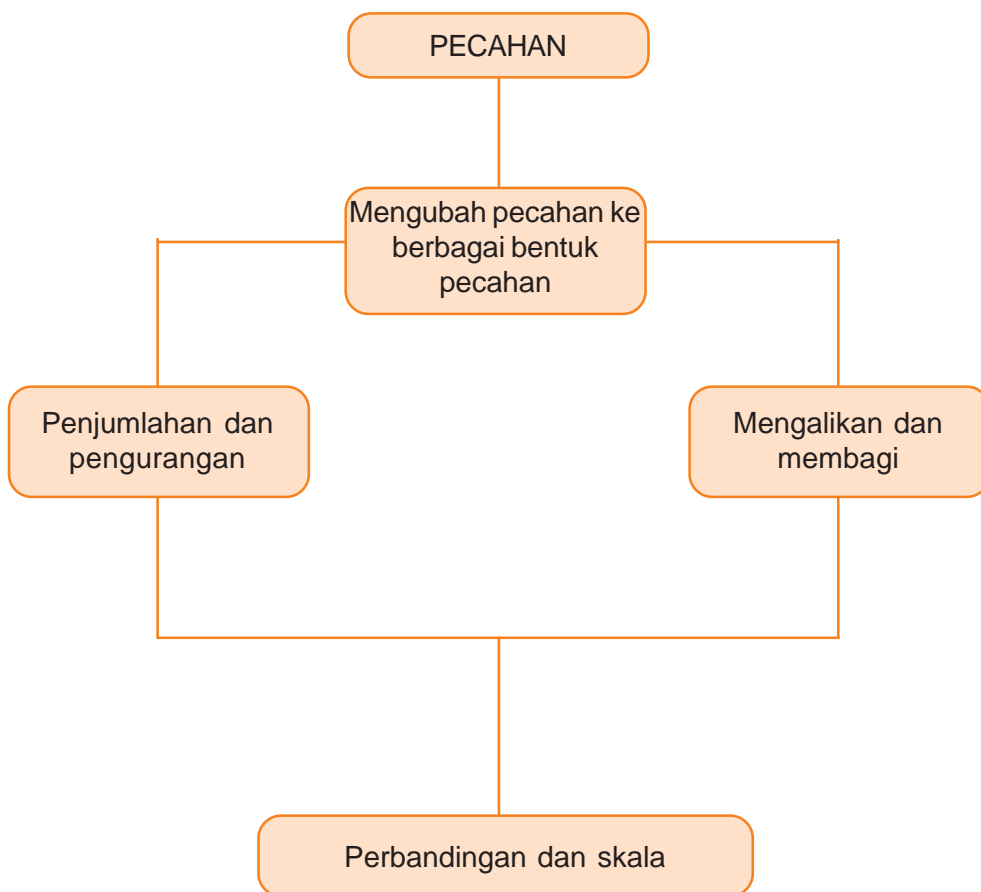 PECAHAN
Mengubah pecahan ke
berbagai bentuk
pecahan
Penjumlahan dan
pengurangan
Mengalikan dan
membagi
Perbandingan dan skala